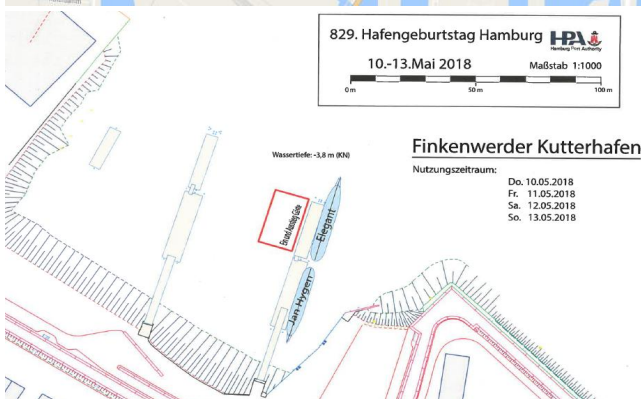 829. Hafengeburtstag Hamburg
HPA
Hamburg Port Authority
10.-13.Mai 2018
Maßstab 1:1000
0 m
50 m
100 m
Finkenwerder Kutterhafen
Nutzungszeitraum:
Do. 10.05.2018
Fr. 11.05.2018
Sa. 12.05.2018
So. 13.05.2018
Wassertiefe: -3,8 m (KN)
Elegant
Jan Hygen